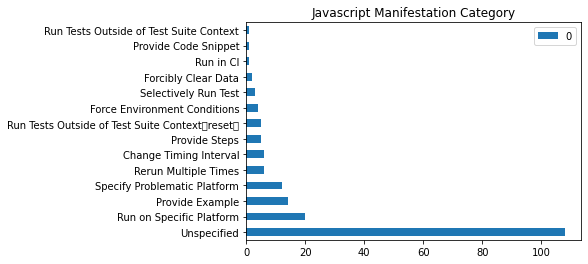 Javascript Manifestation Category
0
Run Tests Outside of Test Suite Context
Provide Code Snippet
Run in CI
Forcibly Clear Data
Selectively Run Test
Force Environment Conditions
Run Tests Outside of Test Suite Context▯reset▯
Provide Steps
Change Timing Interval
Rerun Multiple Times
Specify Problematic Platform
Provide Example
Run on Specific Platform
Unspecified
0 20 40 60 80 100